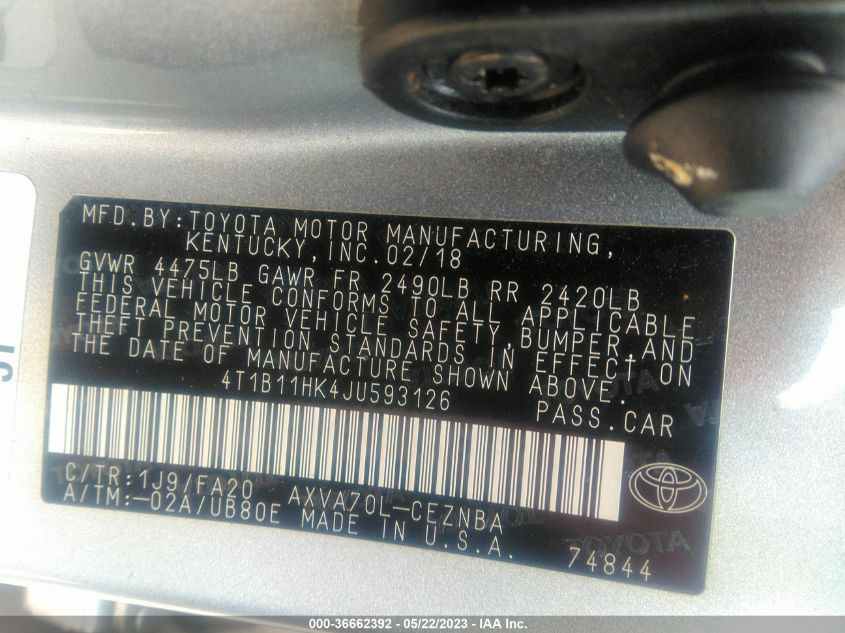 MFD.BY:TOYOTA MOTOR MANUFACTURING,
KENTUCKY,INC.02/18
GVWR 4475LB GAWR FR 2490LB RR 2420LB
THIS VEHICLE CONFORMS TO ALL APPLICABLE
FEDERAL MOTOR VEHICLE SAFETY,BUMPER,AND
THEFT PREVENTION STANDARDS IN EFFECT ON
THE DATE OF MANUFACTURE SHOWN ABOVE.
4T1B11HK4JU593126
PASS.CAR
C/TR:1J9/FA20 AXVA70L-CEZNBA
A/TM:-02A/UB80E MADE IN U.S.A.
74844
TOYOTA
000-36662392 - 05/22/2023 - IAA Inc.